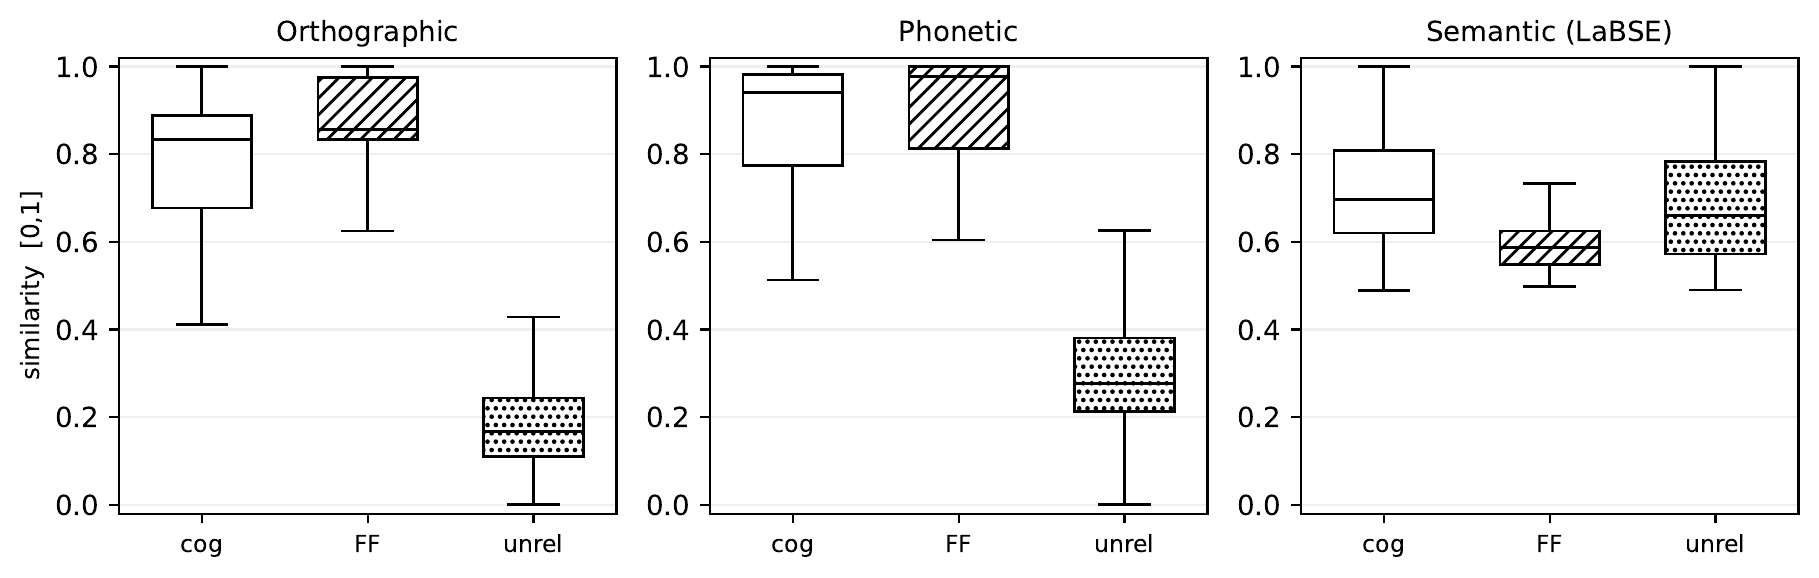 Orthographic
Phonetic
Semantic (LaBSE)
similarity [0,1]
1.0
0.8
0.6
0.4
0.2
0.0
cog
FF
unrel
1.0
0.8
0.6
0.4
0.2
0.0
cog
FF
unrel
1.0
0.8
0.6
0.4
0.2
0.0
cog
FF
unrel